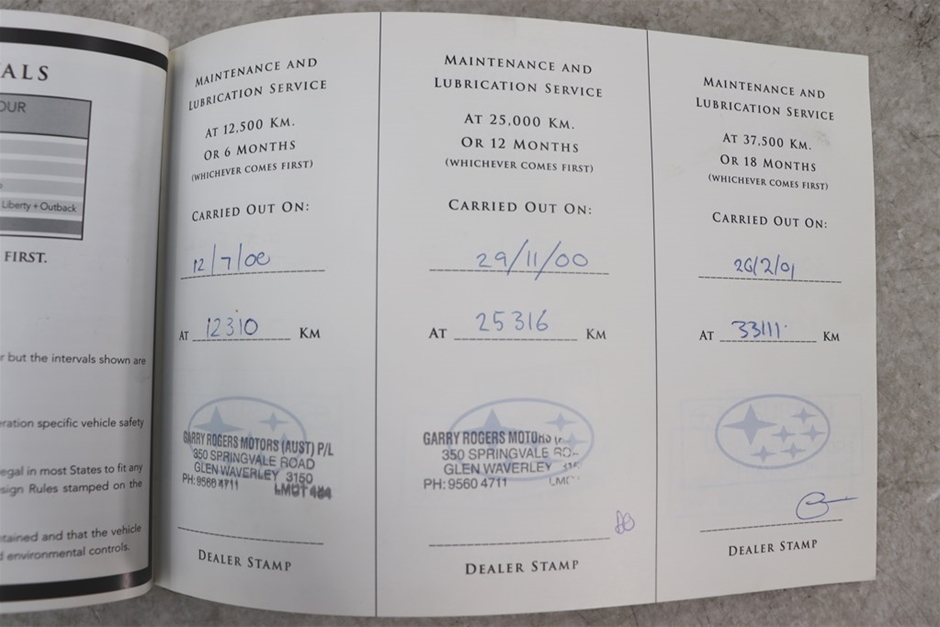 ALS
OUR
Liberty + Outback
FIRST.
r but the intervals shown are
eration specific vehicle safety
egal in most States to fit any
sign Rules stamped on the
tained and that the vehicle
d environmental controls.
MAINTENANCE AND
LUBRICATION SERVICE
AT 12,500 KM.
OR 6 MONTHS
(WHICHEVER COMES FIRST)
CARRIED OUT ON:
12/7/00
AT 12310 KM
GARRY ROGERS MOTORS (AUST) P/L
350 SPRINGVALE ROAD
GLEN WAVERLEY 3150
PH: 9560 4711
LMCT
DEALER STAMP
MAINTENANCE AND
LUBRICATION SERVICE
AT 25,000 KM.
OR 12 MONTHS
(WHICHEVER COMES FIRST)
CARRIED OUT ON:
29/11/00
AT 25316 KM
GARRY ROGERS MOTORS
350 SPRINGVALE RO
GLEN WAVERLEY
PH: 9560 4711
LMC
DEALER STAMP
MAINTENANCE AND
LUBRICATION SERVICE
AT 37,500 KM.
OR 18 MONTHS
(WHICHEVER COMES FIRST)
CARRIED OUT ON:
26/2/01
AT 33111 KM
DEALER STAMP